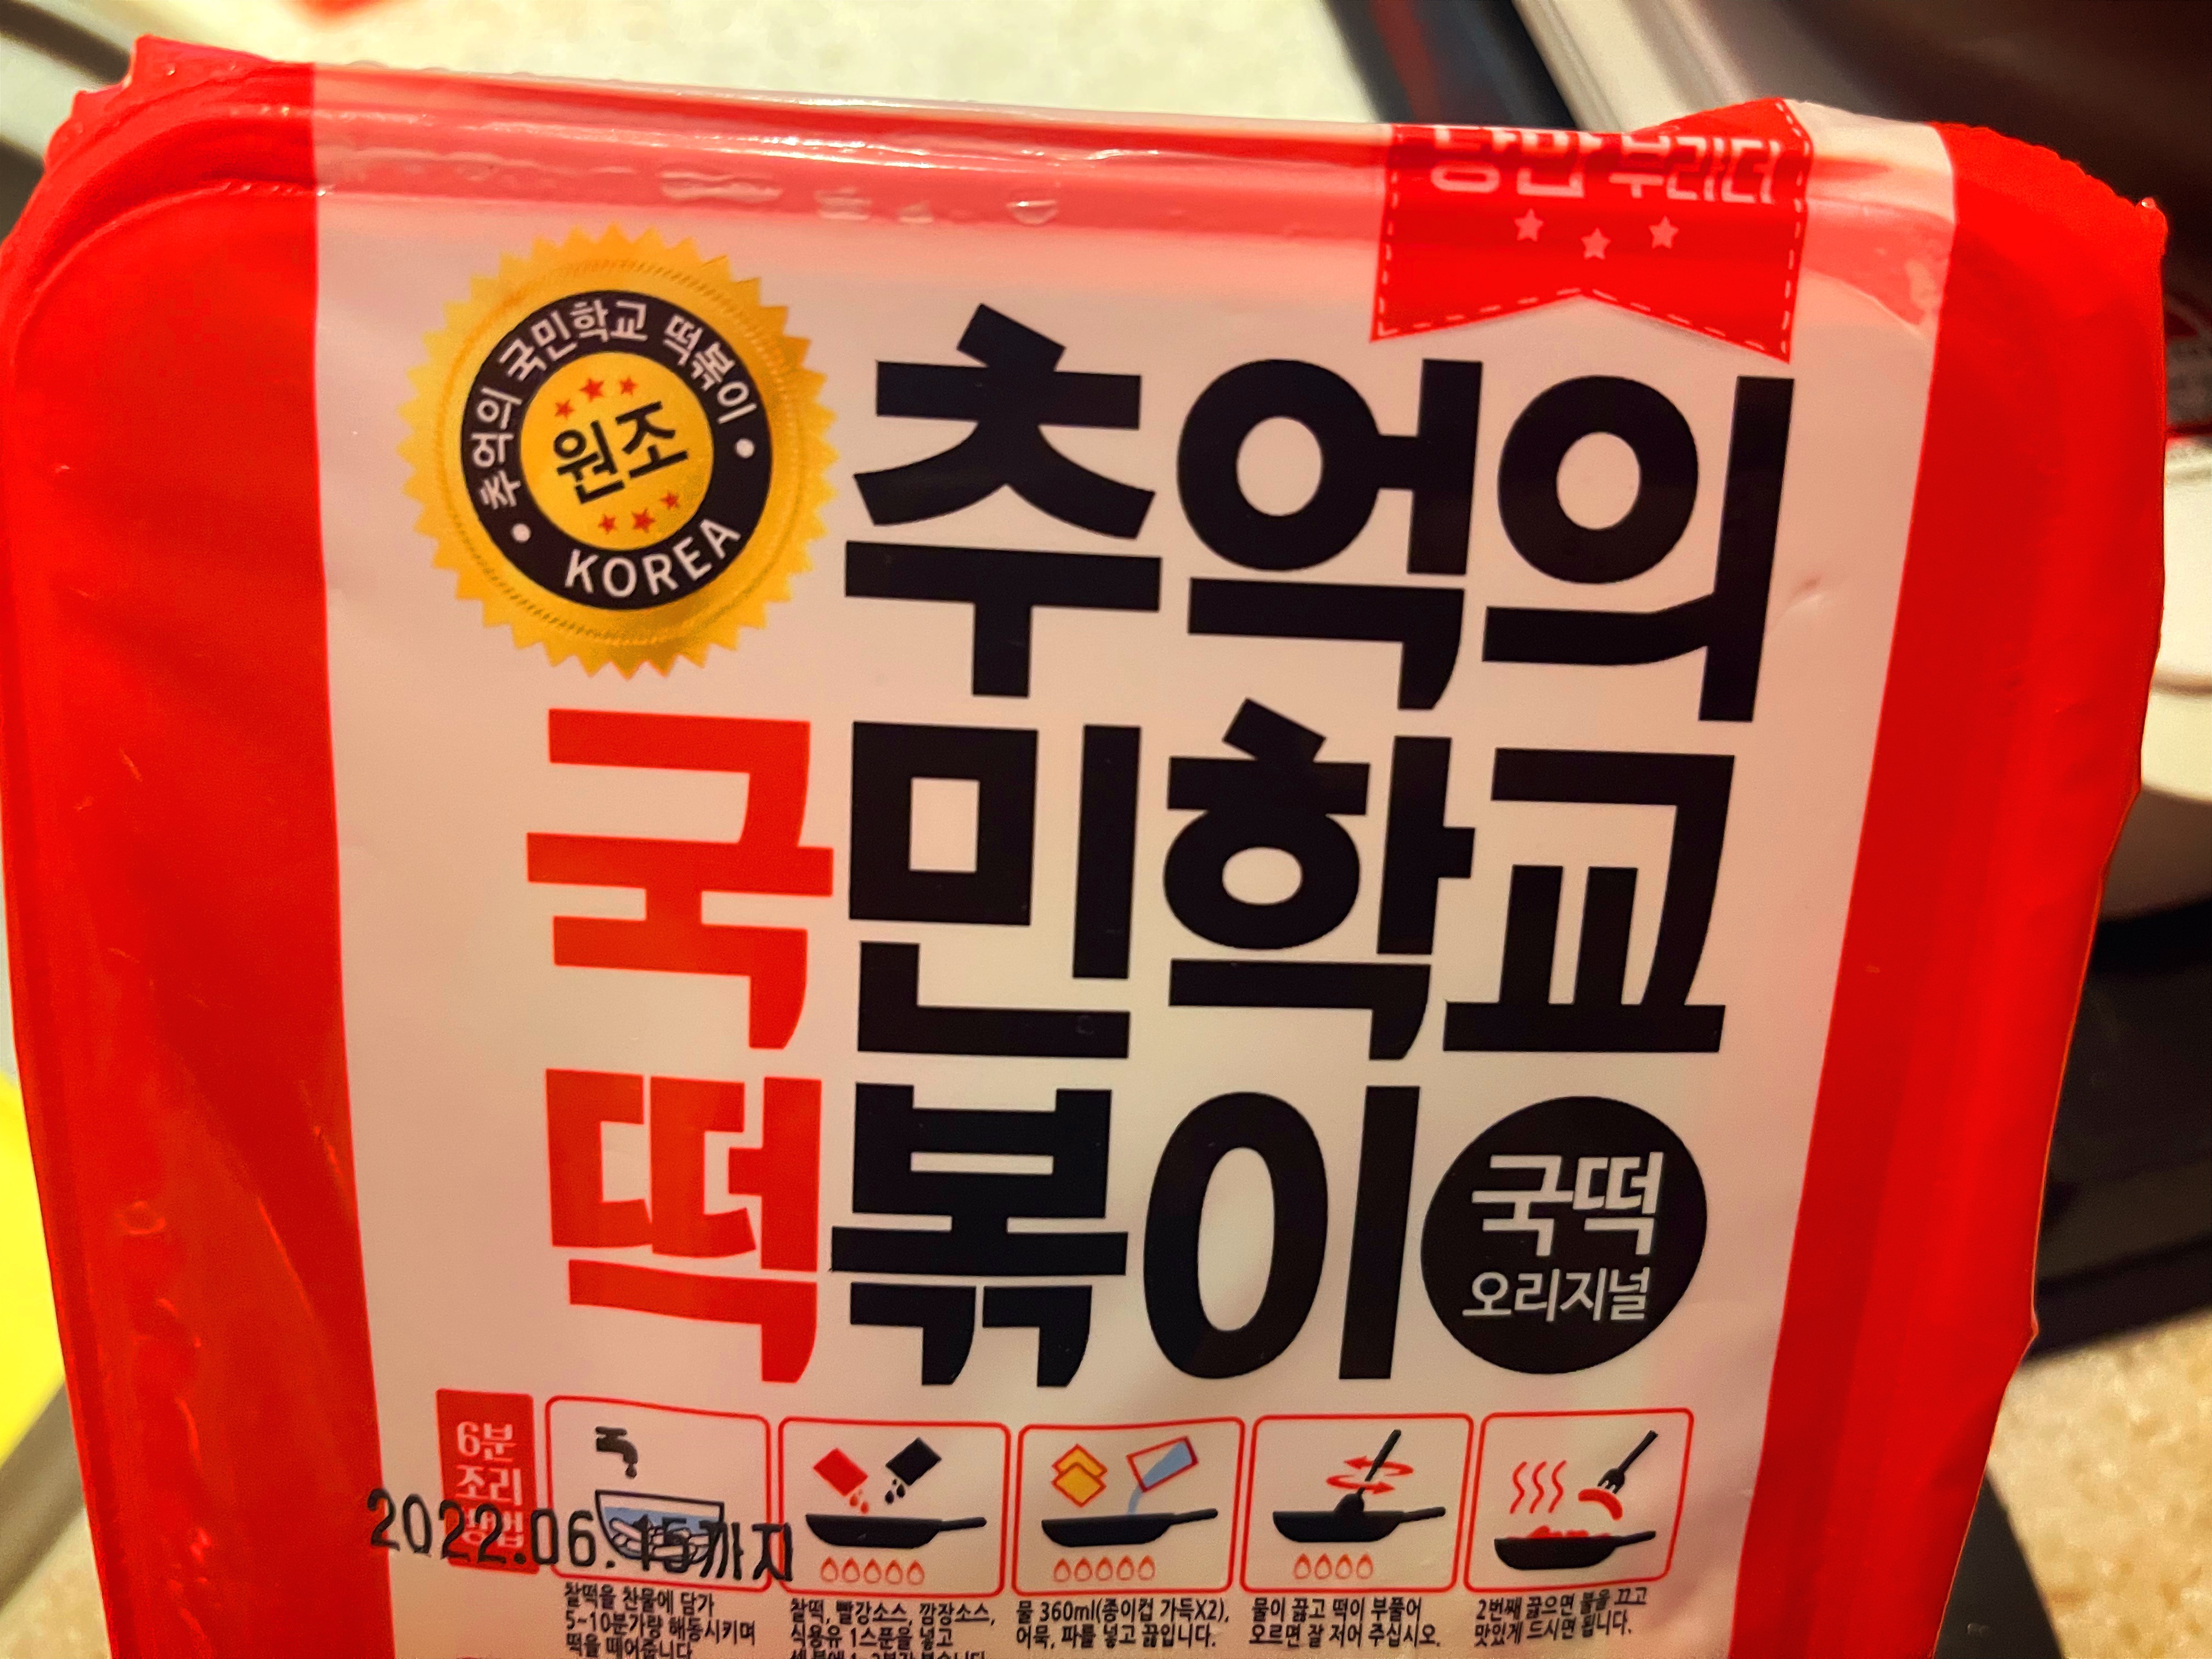 낭만 부라더
추억의 국민학교 떡볶이
원조
KOREA
추억의
국민학교
떡볶이
국떡
오리지널
6분
조리
방법
2022.06.15까지
찰떡을 찬물에 담가
5~10분가량 해동시키며
떡을 떼어줍니다
찰떡, 빨강소스, 깜장소스,
식용유 1스푼을 넣고
물 360ml(종이컵 가득X2),
어묵, 파를 넣고 끓입니다.
물이 끓고 떡이 부풀어
오르면 잘 저어 주십시오.
2번째 끓으면 불을 끄고
맛있게 드시면 됩니다.